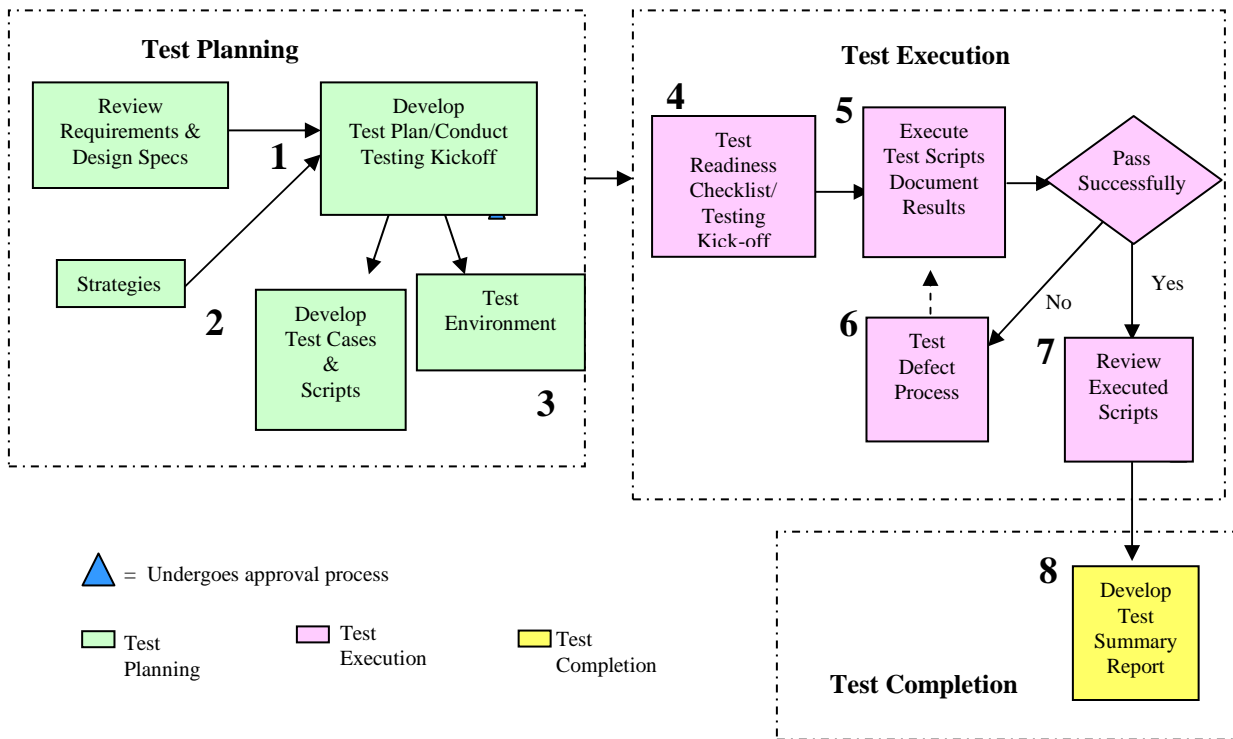 Test Planning
Review
Requirements &
Design Specs
1
Develop
Test Plan/Conduct
Testing Kickoff
Strategies
2
Develop
Test Cases
&
Scripts
Test
Environment
3
Test Execution
4
Test
Readiness
Checklist/
Testing
Kick-off
5
Execute
Test Scripts
Document
Results
Pass
Successfully
No
Yes
6
Test
Defect
Process
7
Review
Executed
Scripts
= Undergoes approval process
Test
Planning
Test
Execution
Test
Completion
8
Develop
Test
Summary
Report
Test Completion